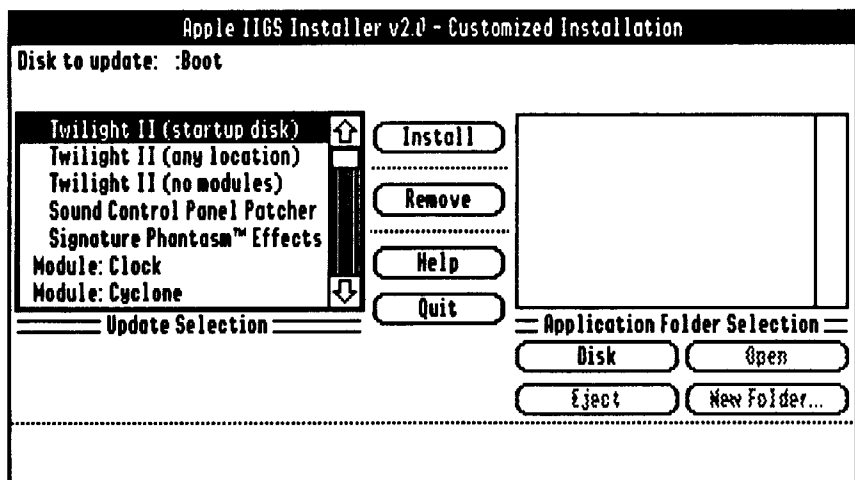 Apple IIGS Installer v2.0 - Customized Installation
Disk to update: :Boot
Twilight II (startup disk)
Twilight II (any location)
Twilight II (no modules)
Sound Control Panel Patcher
Signature Phantasm™ Effects
Module: Clock
Module: Cyclone
Update Selection
Install
Remove
Help
Quit
Application Folder Selection
Disk
Open
Eject
New Folder...